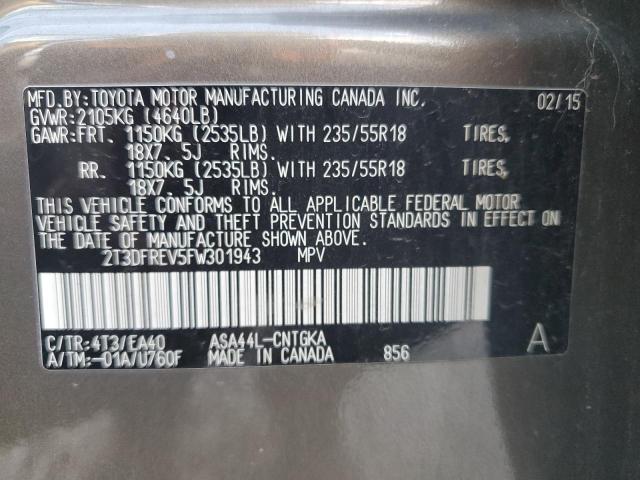 MFD.BY:TOYOTA MOTOR MANUFACTURING CANADA INC. 02/15
GVWR:2105KG (4640LB)
GAWR:FRT. 1150KG (2535LB) WITH 235/55R18 TIRES,
18X7. 5J RIMS.
RR. 1150KG (2535LB) WITH 235/55R18 TIRES,
18X7. 5J RIMS.
THIS VEHICLE CONFORMS TO ALL APPLICABLE FEDERAL MOTOR
VEHICLE SAFETY AND THEFT PREVENTION STANDARDS IN EFFECT ON
THE DATE OF MANUFACTURE SHOWN ABOVE.
2T3DFREV5FW301943 MPV
C/TR:4T3/EA40 ASA44L-CNTGKA A
A/TM:-01A/U760F MADE IN CANADA 856